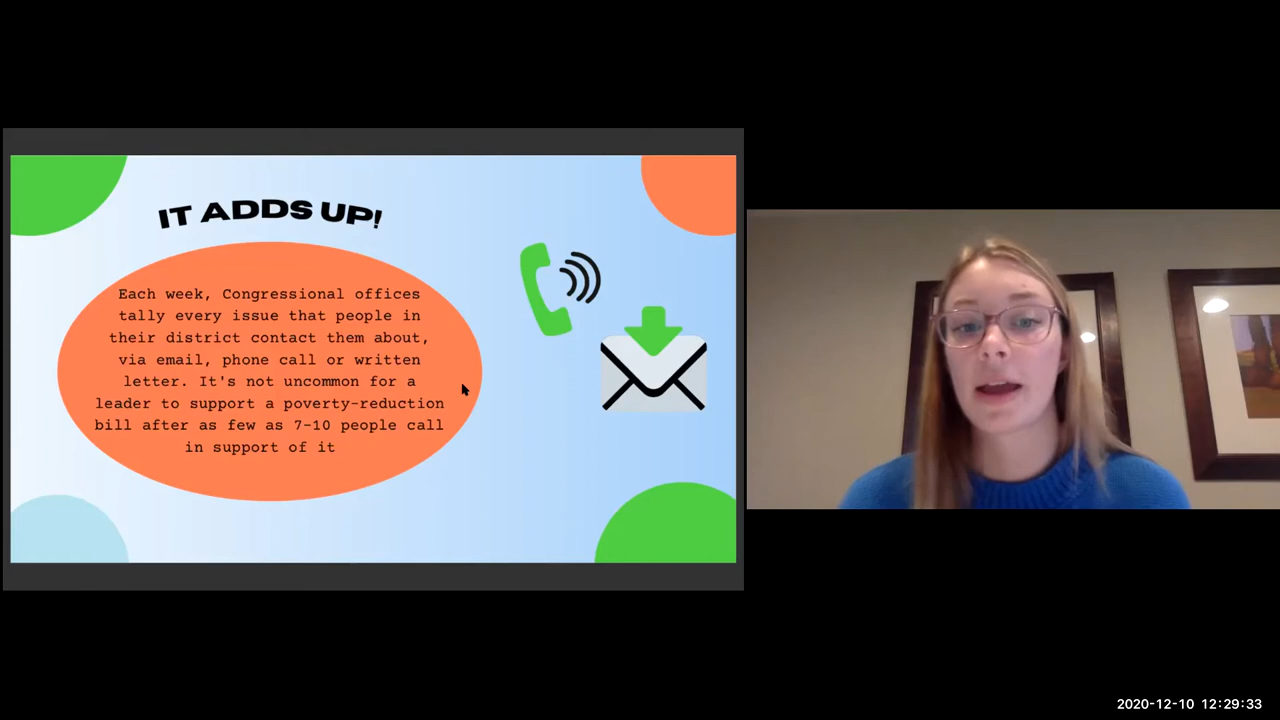 IT ADDS UP!
Each week, Congressional offices
tally every issue that people in
their district contact them about,
via email, phone call or written
letter. It's not uncommon for a
leader to support a poverty-reduction
bill after as few as 7-10 people call
in support of it
2020-12-10 12:29:33